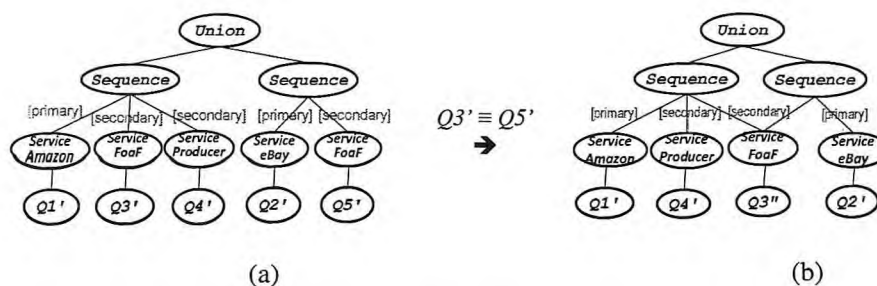 Union
Sequence Sequence
[primary] [secondary] [secondary] [primary] [secondary]
Service Amazon Service FoaF Service Producer Service eBay Service FoaF
Q1' Q3' Q4' Q2' Q5'
(a)
Q3' ≡ Q5'
➔
Union
Sequence Sequence
[primary] [secondary] [secondary] [primary]
Service Amazon Service Producer Service FoaF Service eBay
Q1' Q4' Q3" Q2'
(b)